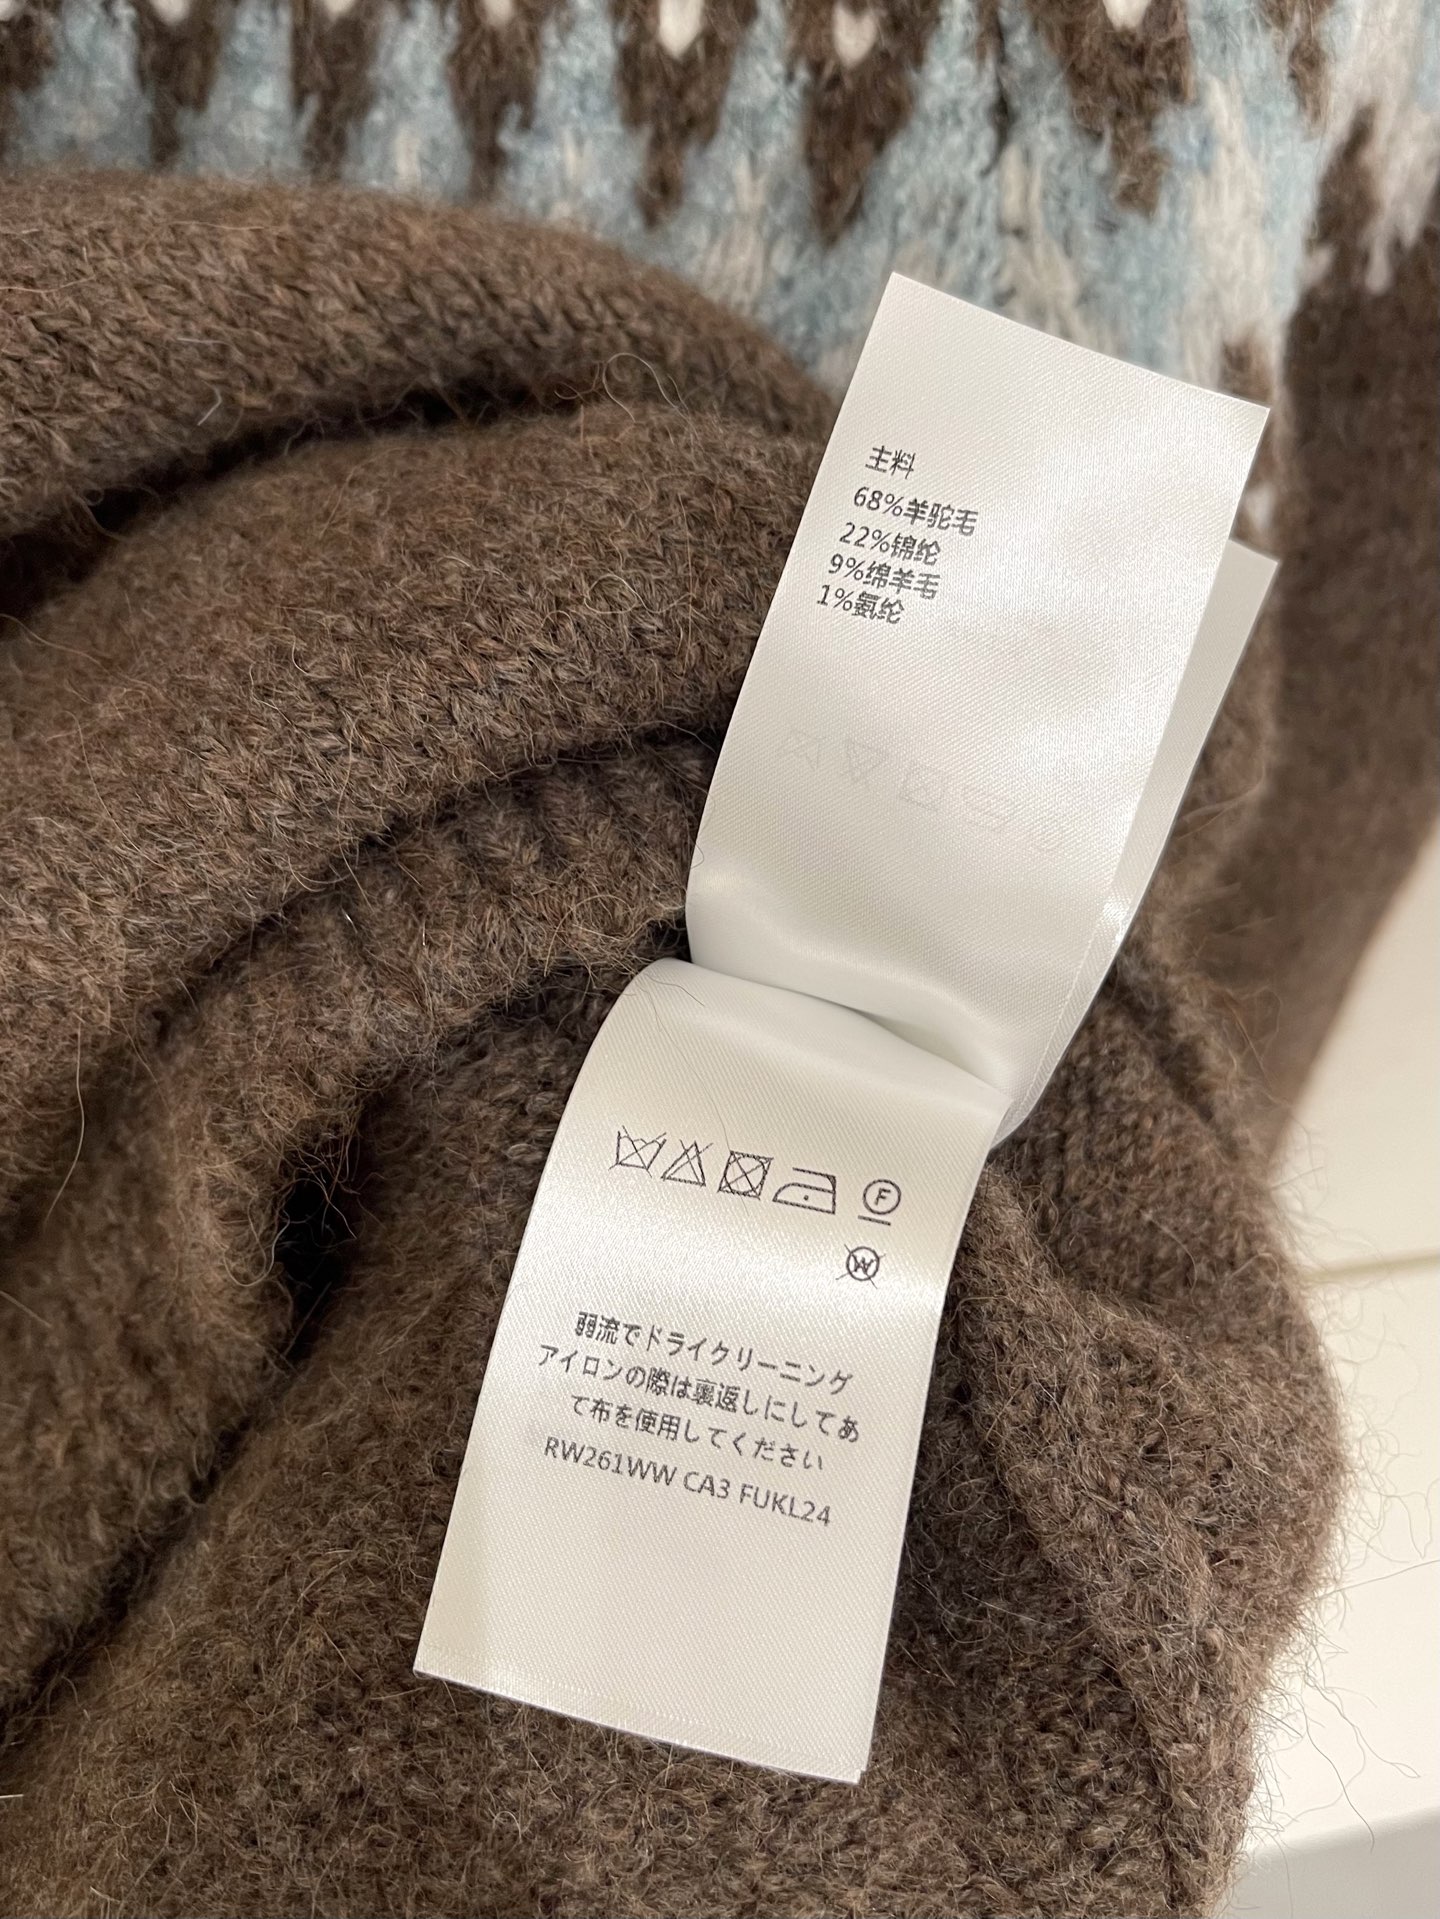 主料
68%羊驼毛
22%锦纶
9%绵羊毛
1%氨纶
F
W
弱流でドライクリーニング
アイロンの際は裏返しにしてあ
て布を使用してください
RW261WW CA3 FUKL24